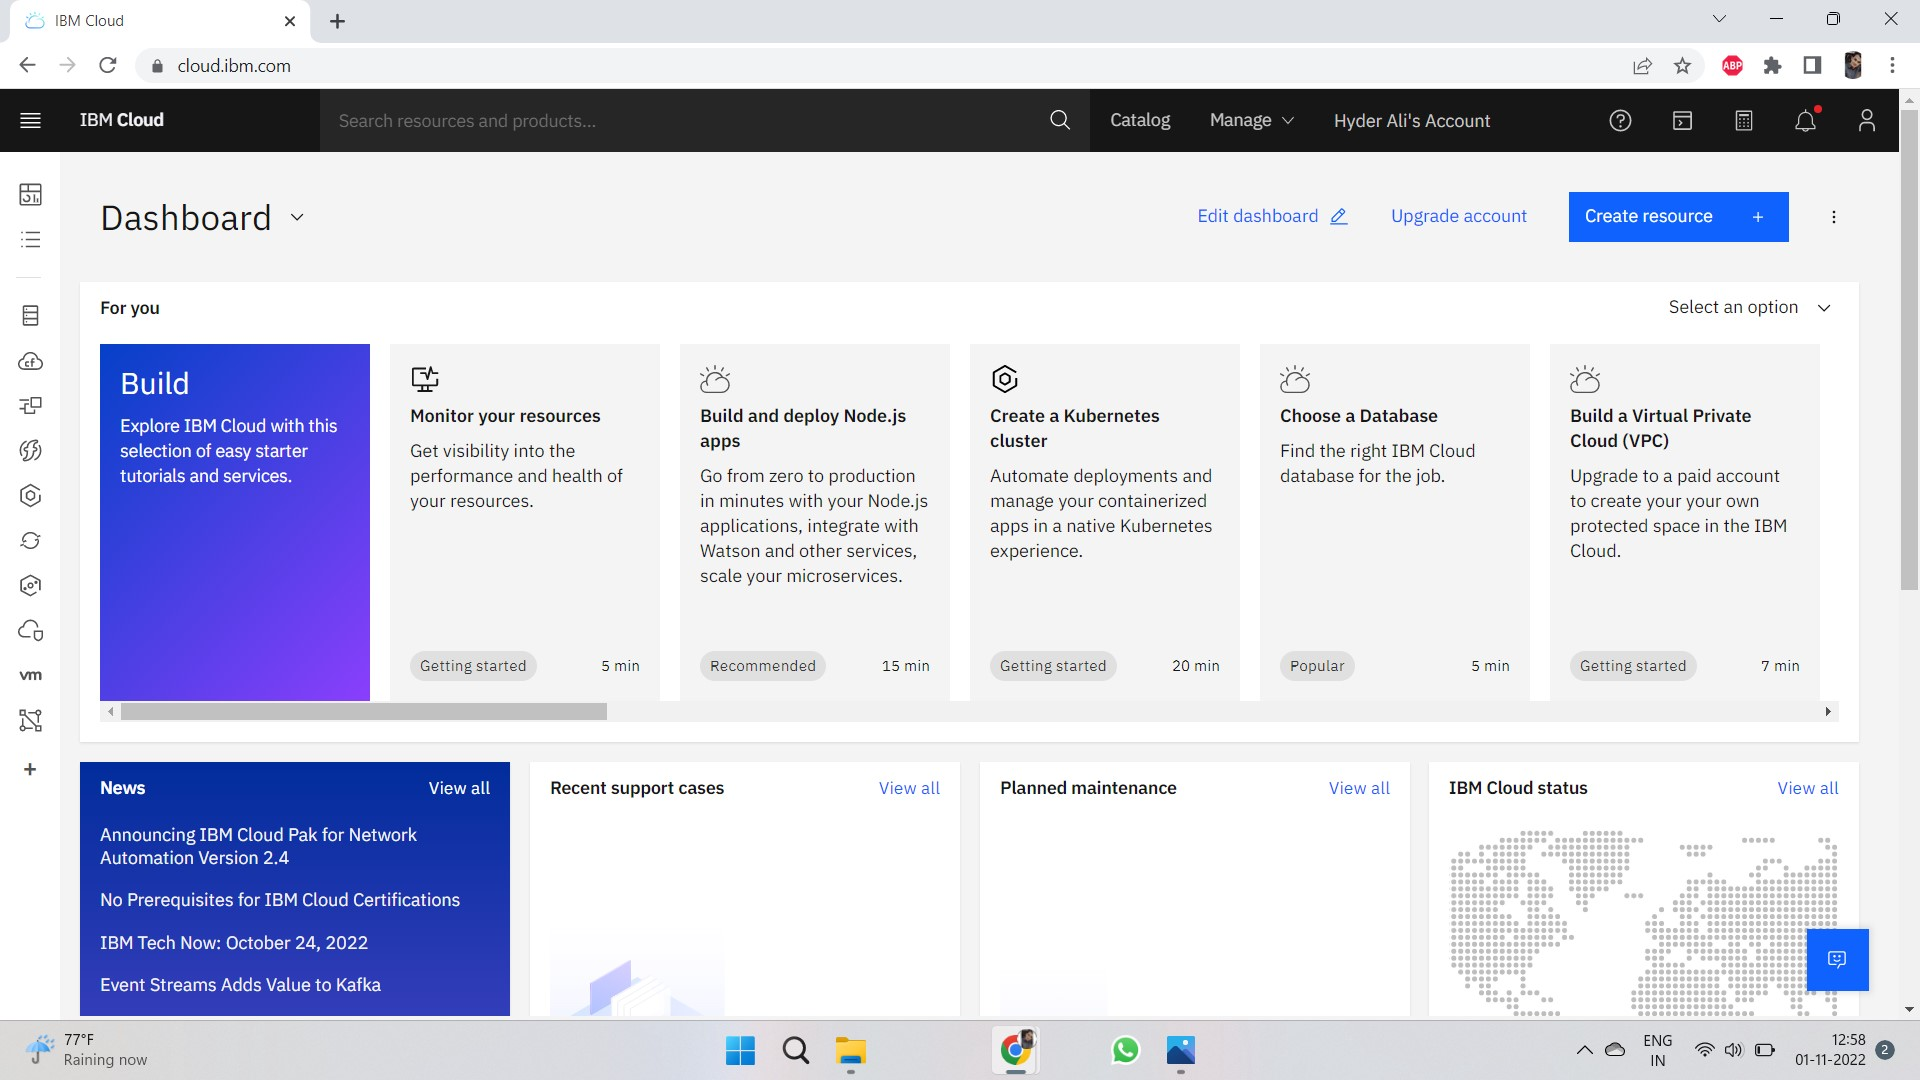 IBM Cloud
cloud.ibm.com
ABP
IBM Cloud
Search resources and products...
Catalog
Manage
Hyder Ali's Account
Dashboard
Edit dashboard
Upgrade account
Create resource +
For you
Select an option
Build
Explore IBM Cloud with this
selection of easy starter
tutorials and services.
Monitor your resources
Get visibility into the
performance and health of
your resources.
Getting started
5 min
Build and deploy Node.js
apps
Go from zero to production
in minutes with your Node.js
applications, integrate with
Watson and other services,
scale your microservices.
Recommended
15 min
Create a Kubernetes
cluster
Automate deployments and
manage your containerized
apps in a native Kubernetes
experience.
Getting started
20 min
Choose a Database
Find the right IBM Cloud
database for the job.
Popular
5 min
Build a Virtual Private
Cloud (VPC)
Upgrade to a paid account
to create your your own
protected space in the IBM
Cloud.
Getting started
7 min
cf
vm
News
View all
Announcing IBM Cloud Pak for Network
Automation Version 2.4
No Prerequisites for IBM Cloud Certifications
IBM Tech Now: October 24, 2022
Event Streams Adds Value to Kafka
Recent support cases
View all
Planned maintenance
View all
IBM Cloud status
View all
77°F
Raining now
ENG
IN
12:58
01-11-2022
2